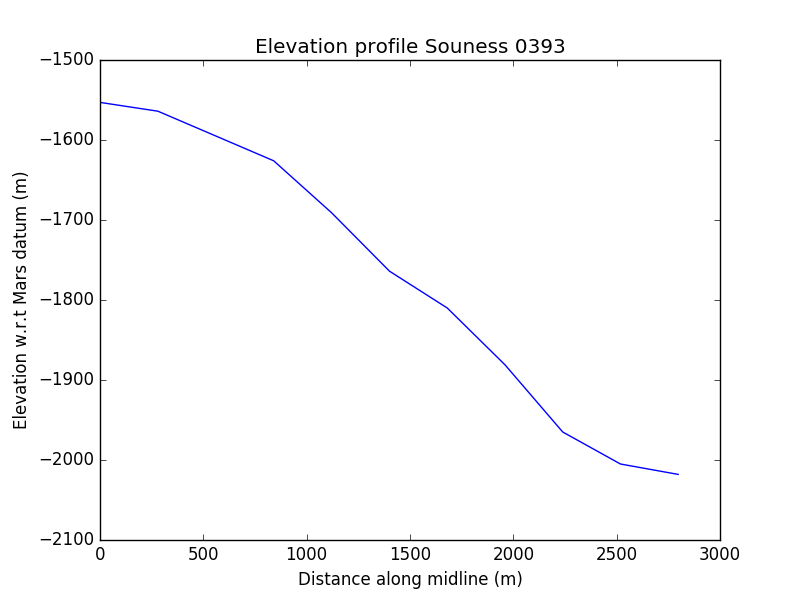 Elevation profile Souness 0393
Elevation w.r.t Mars datum (m)
−1500
−1600
−1700
−1800
−1900
−2000
−2100
0 500 1000 1500 2000 2500 3000
Distance along midline (m)